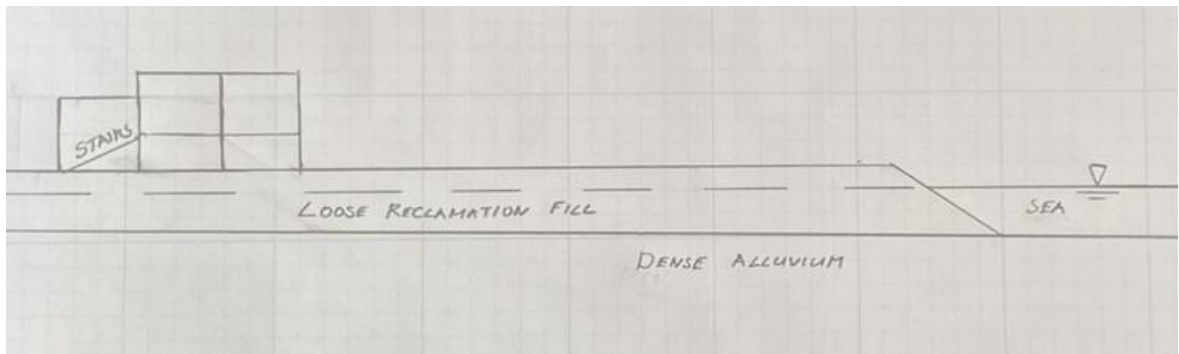 STAIRS
LOOSE RECLAMATION FILL
SEA
DENSE ALLUVIUM